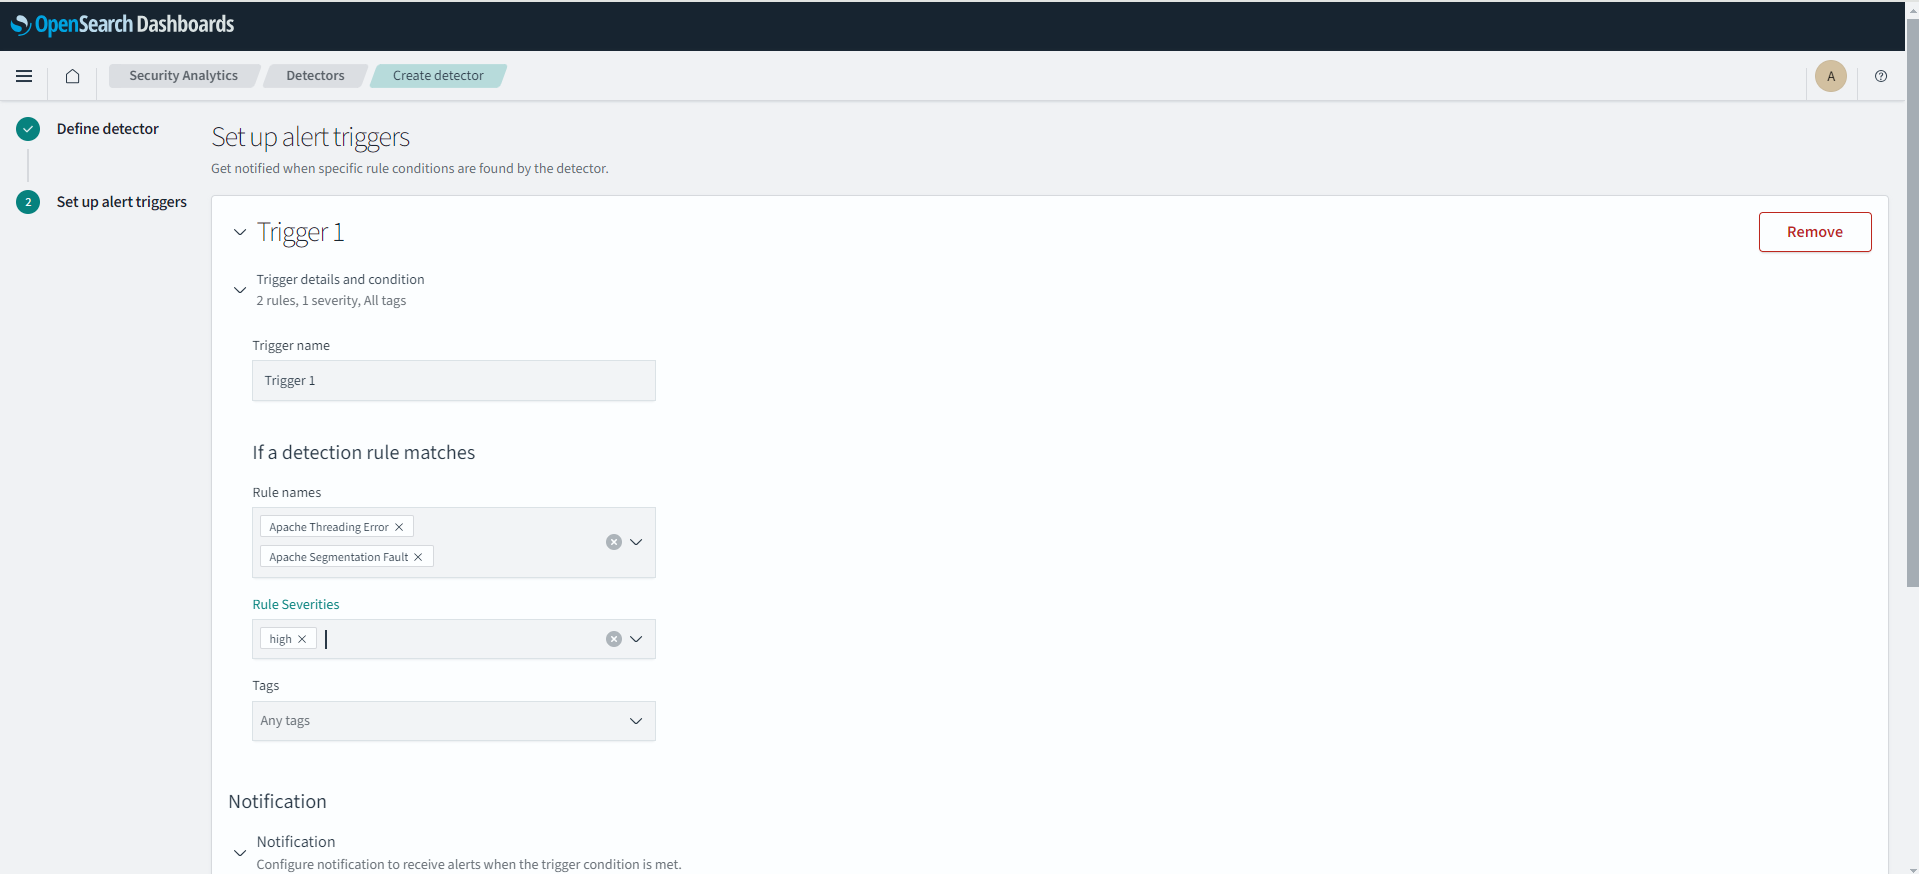 OpenSearch Dashboards
Security Analytics
Detectors
Create detector
A
Define detector
2
Set up alert triggers
Set up alert triggers
Get notified when specific rule conditions are found by the detector.
Trigger 1
Remove
Trigger details and condition
2 rules, 1 severity, All tags
Trigger name
Trigger 1
If a detection rule matches
Rule names
Apache Threading Error
Apache Segmentation Fault
Rule Severities
high
Tags
Any tags
Notification
Notification
Configure notification to receive alerts when the trigger condition is met.